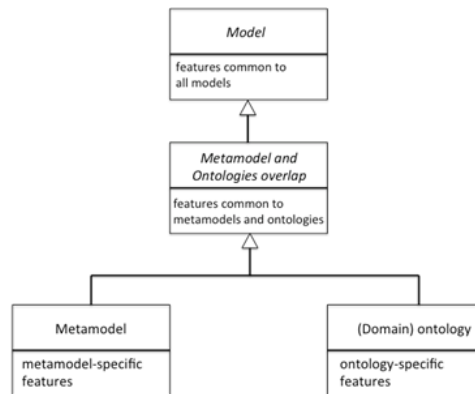 Model
features common to
all models
Metamodel and
Ontologies overlap
features common to
metamodels and ontologies
Metamodel
metamodel-specific
features
(Domain) ontology
ontology-specific
features